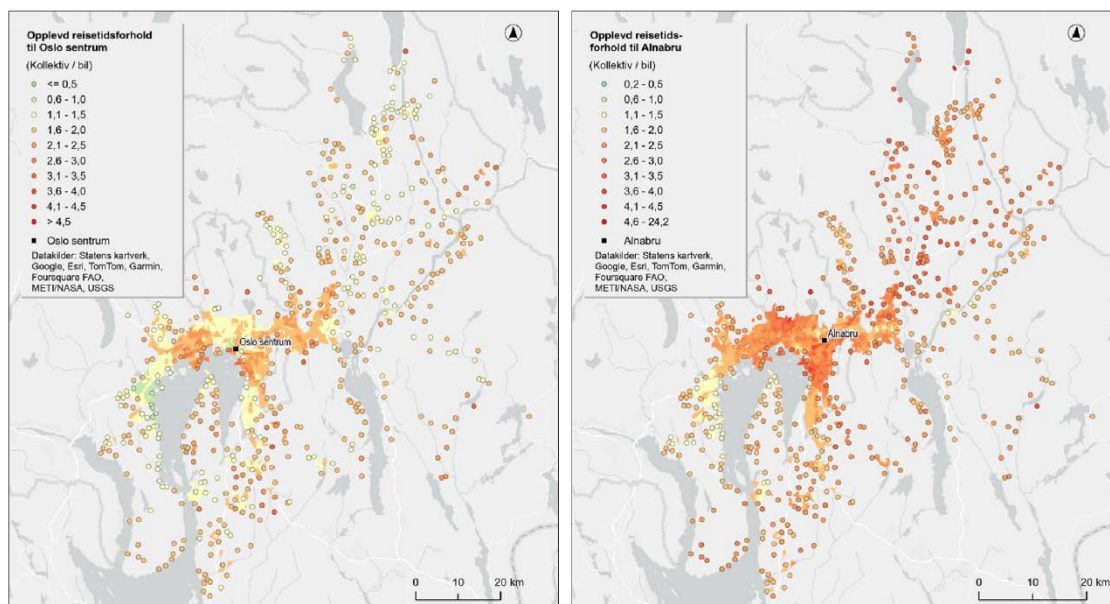 Opplevd reisetidsforhold
til Oslo sentrum
(Kollektiv / bil)
<= 0,5
0,6 - 1,0
1,1 - 1,5
1,6 - 2,0
2,1 - 2,5
2,6 - 3,0
3,1 - 3,5
3,6 - 4,0
4,1 - 4,5
> 4,5
Oslo sentrum
Datakilder: Statens kartverk,
Google, Esri, TomTom, Garmin,
Foursquare FAO,
METI/NASA, USGS
Oslo sentrum
0 10 20 km
Opplevd reisetids-
forhold til Alnabru
(Kollektiv / bil)
0,2 - 0,5
0,6 - 1,0
1,1 - 1,5
1,6 - 2,0
2,1 - 2,5
2,6 - 3,0
3,1 - 3,5
3,6 - 4,0
4,1 - 4,5
4,6 - 24,2
Alnabru
Datakilder: Statens kartverk,
Google, Esri, TomTom, Garmin,
Foursquare FAO,
METI/NASA, USGS
Alnabru
0 10 20 km